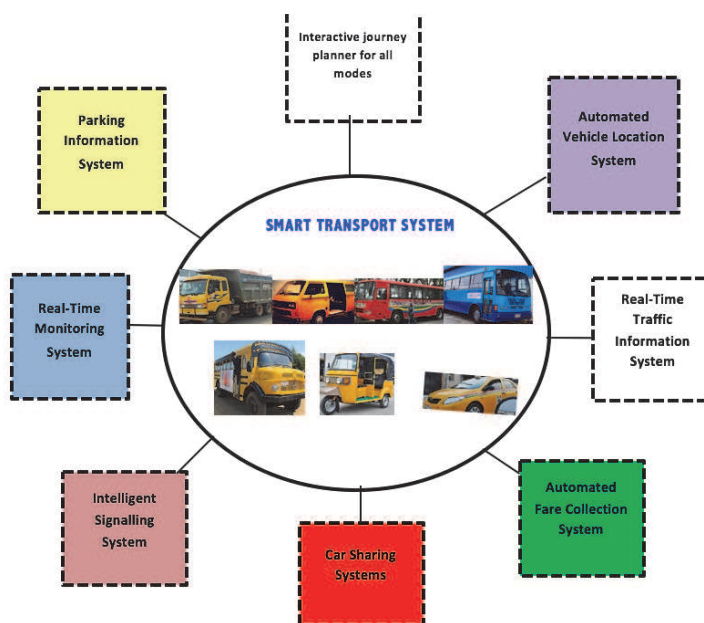 Interactive journey
planner for all
modes
Parking
Information
System
Automated
Vehicle Location
System
SMART TRANSPORT SYSTEM
Real-Time
Monitoring
System
Real-Time
Traffic
Information
System
Intelligent
Signalling
System
Car Sharing
Systems
Automated
Fare Collection
System